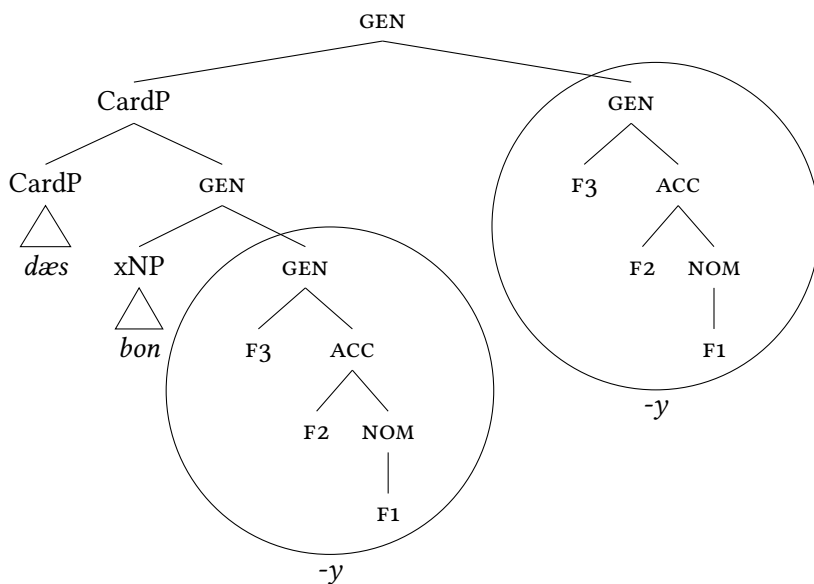 GEN
CardP GEN
CardP GEN F3 ACC
dæs xNP GEN F2 NOM
bon F3 ACC F1
-y
F2 NOM
F1
-y